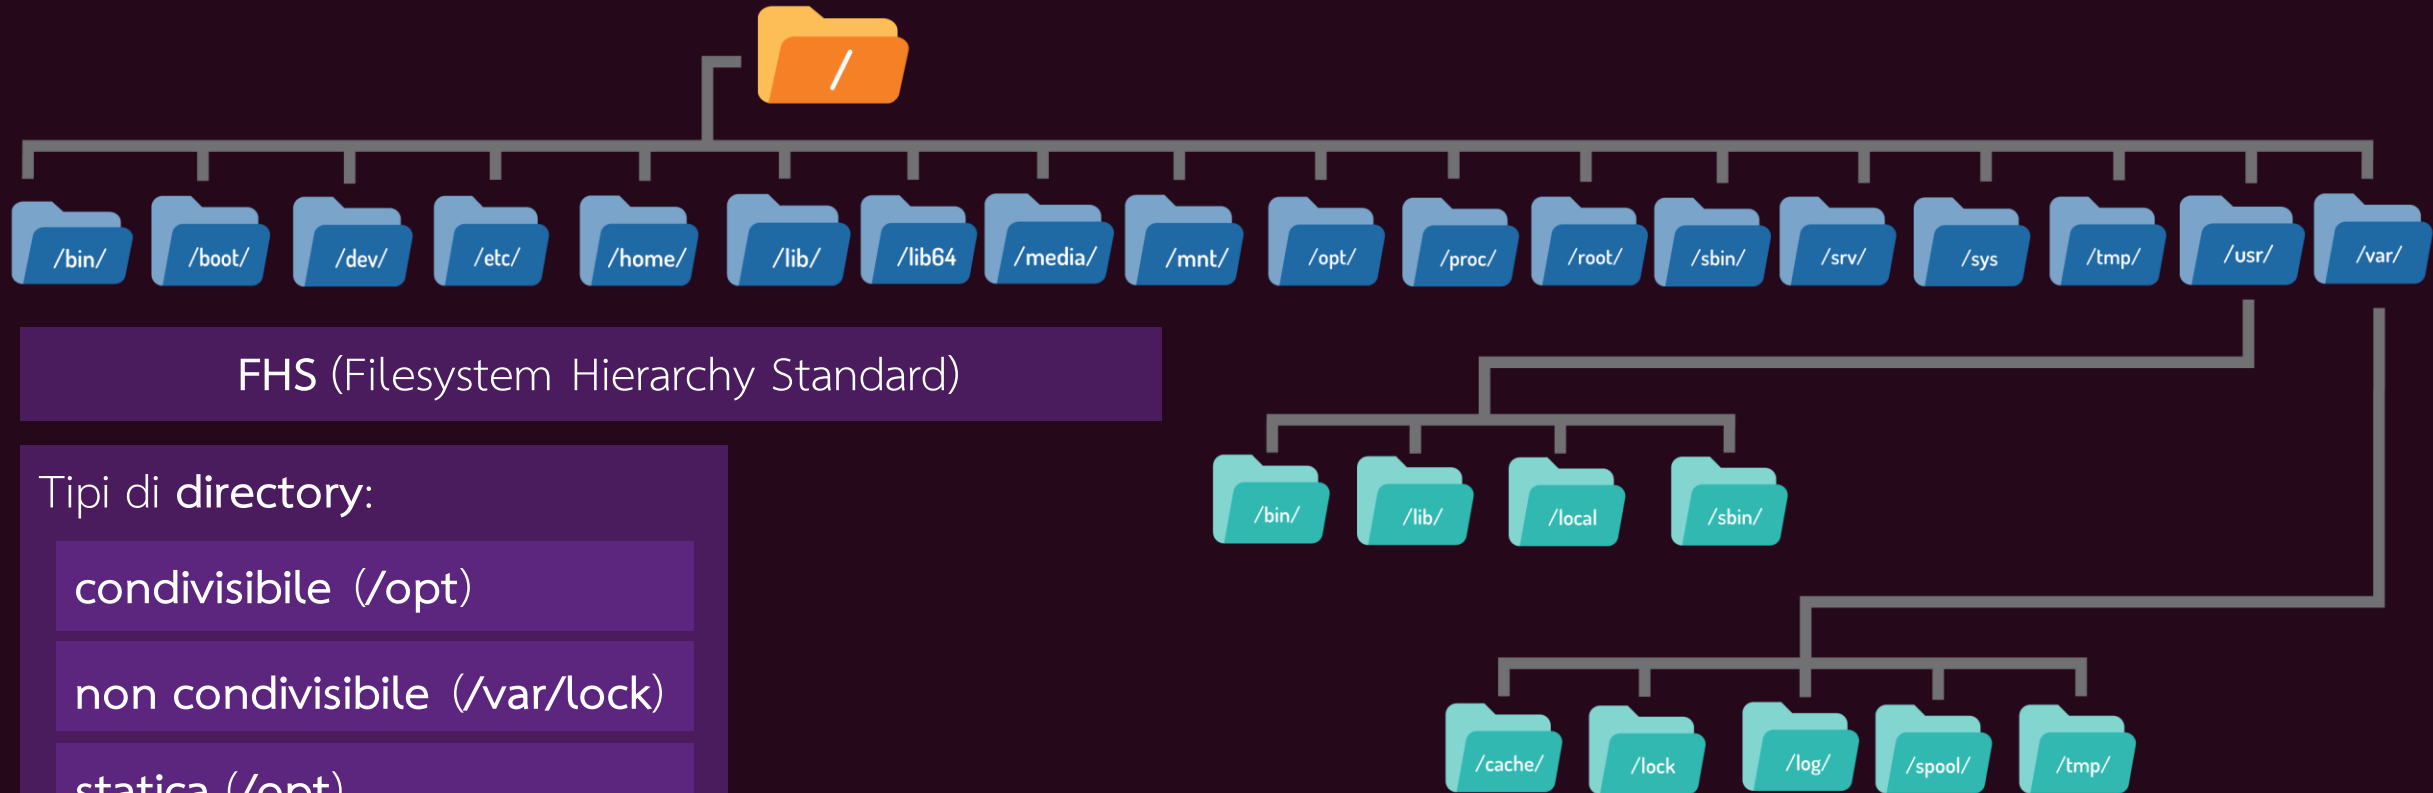 /
/bin/ /boot/ /dev/ /etc/ /home/ /lib/ /lib64 /media/ /mnt/ /opt/ /proc/ /root/ /sbin/ /srv/ /sys /tmp/ /usr/ /var/
FHS (Filesystem Hierarchy Standard)
Tipi di directory:
condivisibile (/opt)
non condivisibile (/var/lock)
statica (/opt)
/bin/ /lib/ /local /sbin/
/cache/ /lock /log/ /spool/ /tmp/